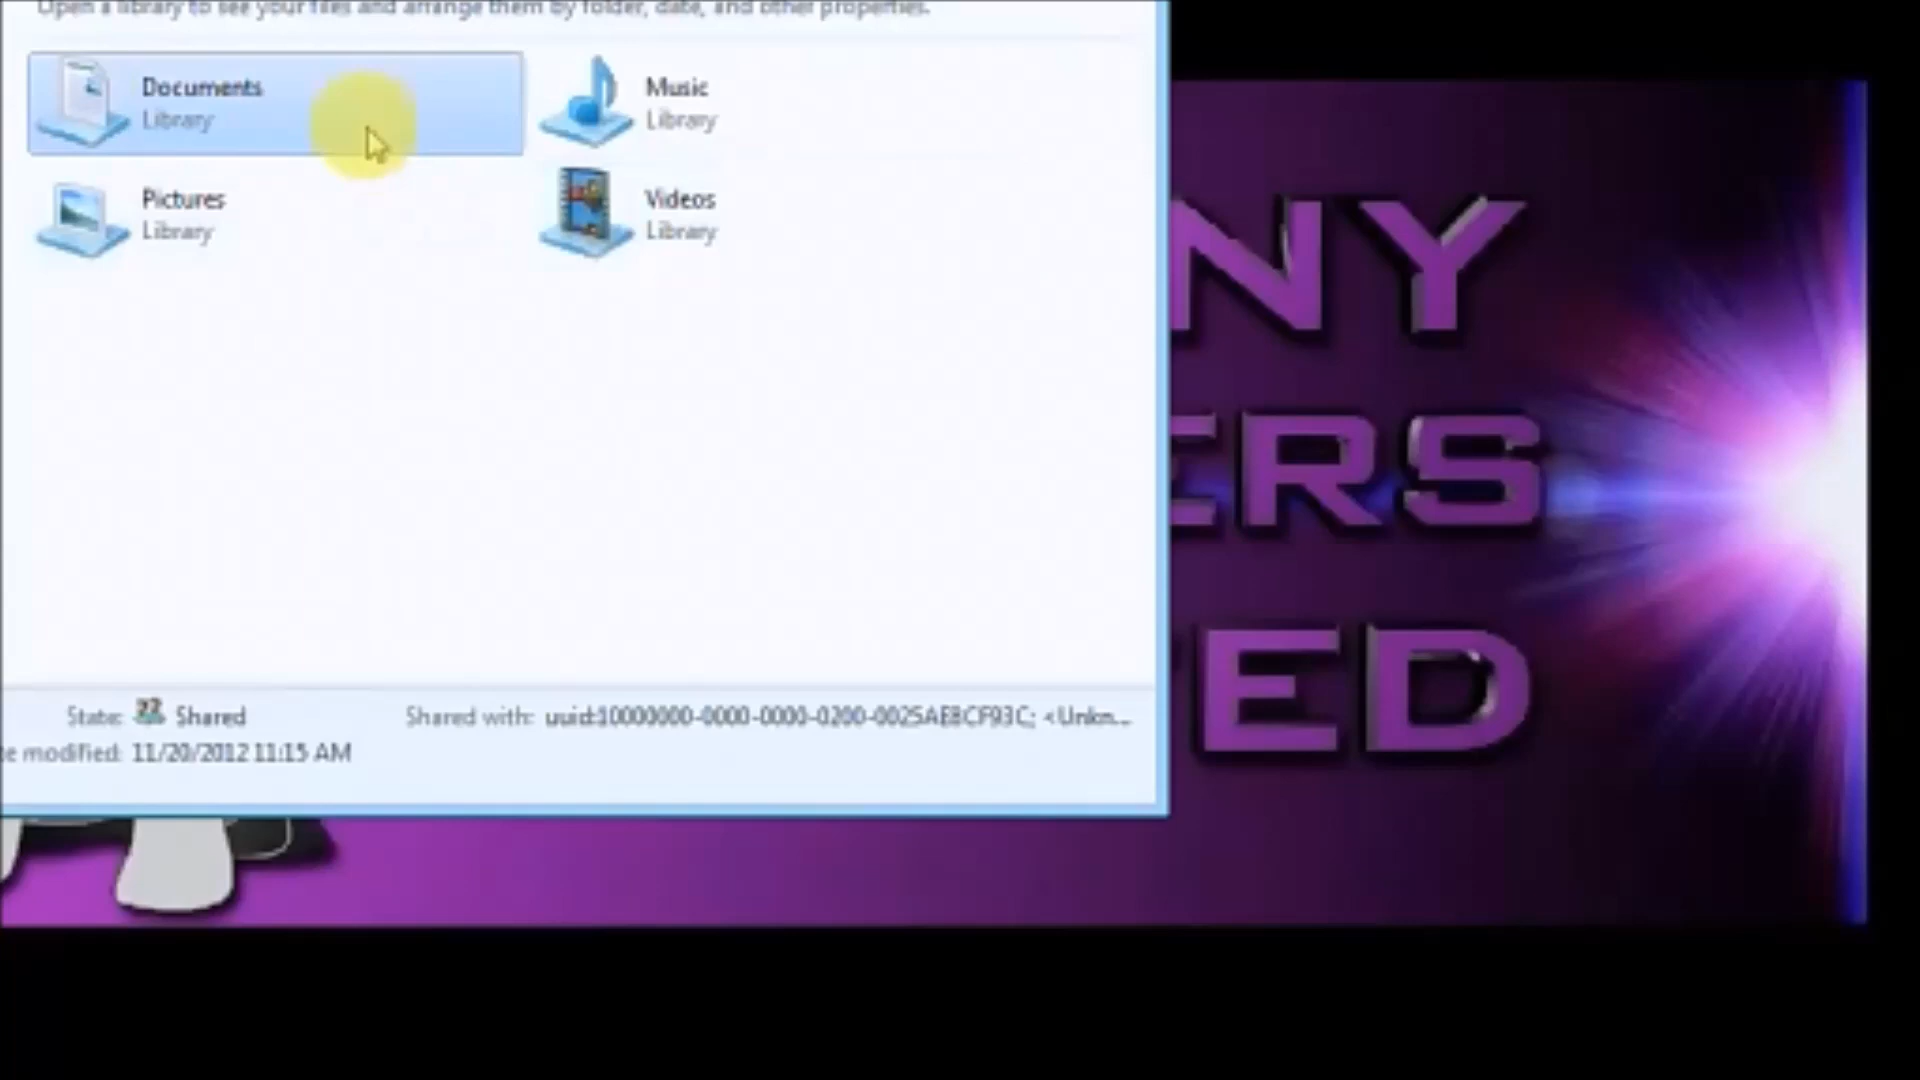 Open a library to see your files and arrange them by folder, date, and other properties.
Documents
Library
Music
Library
Pictures
Library
Videos
Library
NY
ERS
ED
State: Shared
Shared with: uuid:10000000-0000-0000-0200-0025AE8CF93C; <Unkn...
te modified: 11/20/2012 11:15 AM